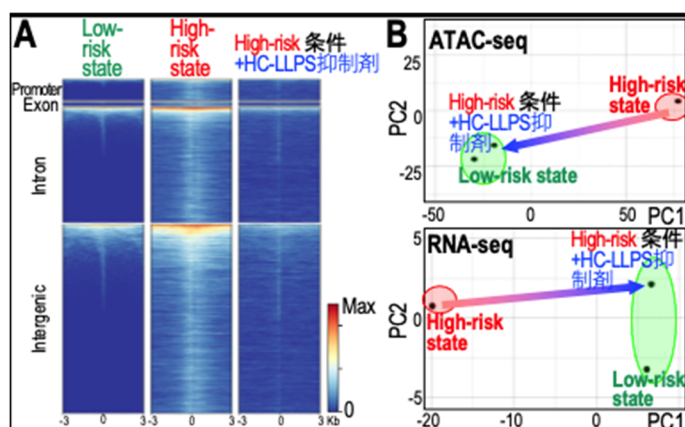 A
Low-
risk
state
High-
risk
state
High-risk 条件
+HC-LLPS抑制剤
Promoter
Exon
Intron
Intergenic
Max
0
-3 0 3 -3 0 3 -3 0 3 Kb
B
ATAC-seq
25
0
-25
PC2
High-risk
state
High-risk 条件
+HC-LLPS抑
制剤
Low-risk state
-50 0 50 PC1
RNA-seq
5
0
-5
PC2
High-risk 条件
+HC-LLPS抑
制剤
High-risk
state
Low-risk
state
-20 -10 0 PC1